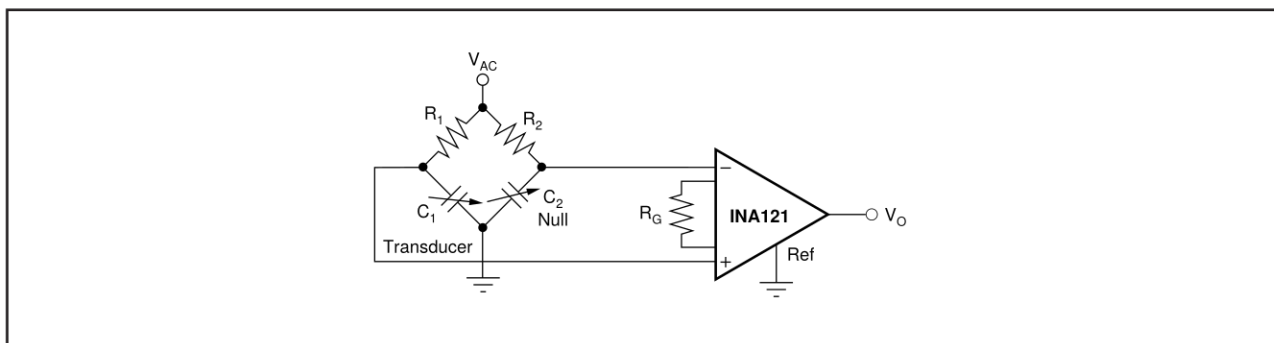 V_AC
R_1
R_2
C_1
C_2
Null
Transducer
R_G
−
+
INA121
Ref
V_O